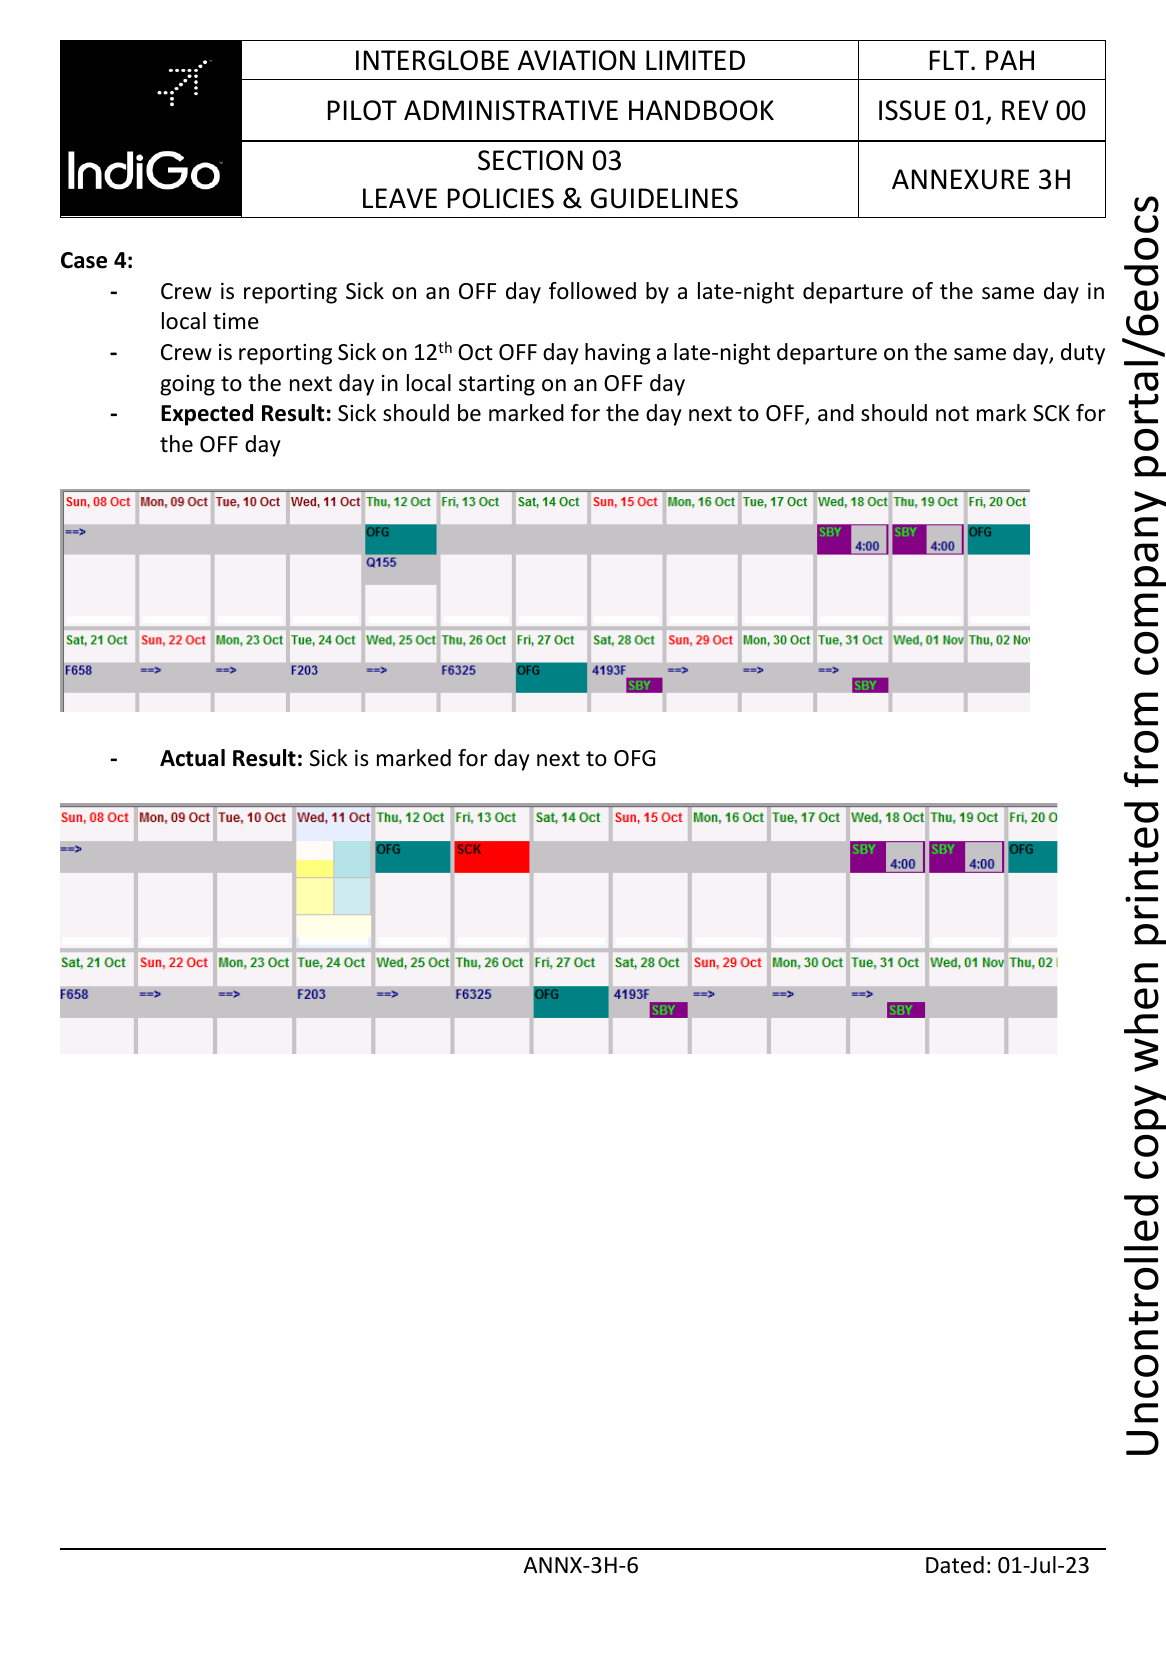 IndiGo
INTERGLOBE AVIATION LIMITED
FLT. PAH
PILOT ADMINISTRATIVE HANDBOOK
ISSUE 01, REV 00
SECTION 03
LEAVE POLICIES & GUIDELINES
ANNEXURE 3H
Case 4:
- Crew is reporting Sick on an OFF day followed by a late-night departure of the same day in
local time
- Crew is reporting Sick on 12th Oct OFF day having a late-night departure on the same day, duty
going to the next day in local starting on an OFF day
- Expected Result: Sick should be marked for the day next to OFF, and should not mark SCK for
the OFF day
Sun, 08 Oct Mon, 09 Oct Tue, 10 Oct Wed, 11 Oct Thu, 12 Oct Fri, 13 Oct Sat, 14 Oct Sun, 15 Oct Mon, 16 Oct Tue, 17 Oct Wed, 18 Oct Thu, 19 Oct Fri, 20 Oct
==> OFG SBY 4:00 SBY 4:00 OFG
Q155
Sat, 21 Oct Sun, 22 Oct Mon, 23 Oct Tue, 24 Oct Wed, 25 Oct Thu, 26 Oct Fri, 27 Oct Sat, 28 Oct Sun, 29 Oct Mon, 30 Oct Tue, 31 Oct Wed, 01 Nov Thu, 02 Nov
F658 ==> ==> F203 ==> F6325 OFG 4193F ==> ==> ==>
SBY SBY
- Actual Result: Sick is marked for day next to OFG
Sun, 08 Oct Mon, 09 Oct Tue, 10 Oct Wed, 11 Oct Thu, 12 Oct Fri, 13 Oct Sat, 14 Oct Sun, 15 Oct Mon, 16 Oct Tue, 17 Oct Wed, 18 Oct Thu, 19 Oct Fri, 20 O
==> OFG SCK SBY 4:00 SBY 4:00 OFG
Sat, 21 Oct Sun, 22 Oct Mon, 23 Oct Tue, 24 Oct Wed, 25 Oct Thu, 26 Oct Fri, 27 Oct Sat, 28 Oct Sun, 29 Oct Mon, 30 Oct Tue, 31 Oct Wed, 01 Nov Thu, 02
F658 ==> ==> F203 ==> F6325 OFG 4193F ==> ==> ==>
SBY SBY
ANNX-3H-6
Dated: 01-Jul-23
Uncontrolled copy when printed from company portal/6edocs